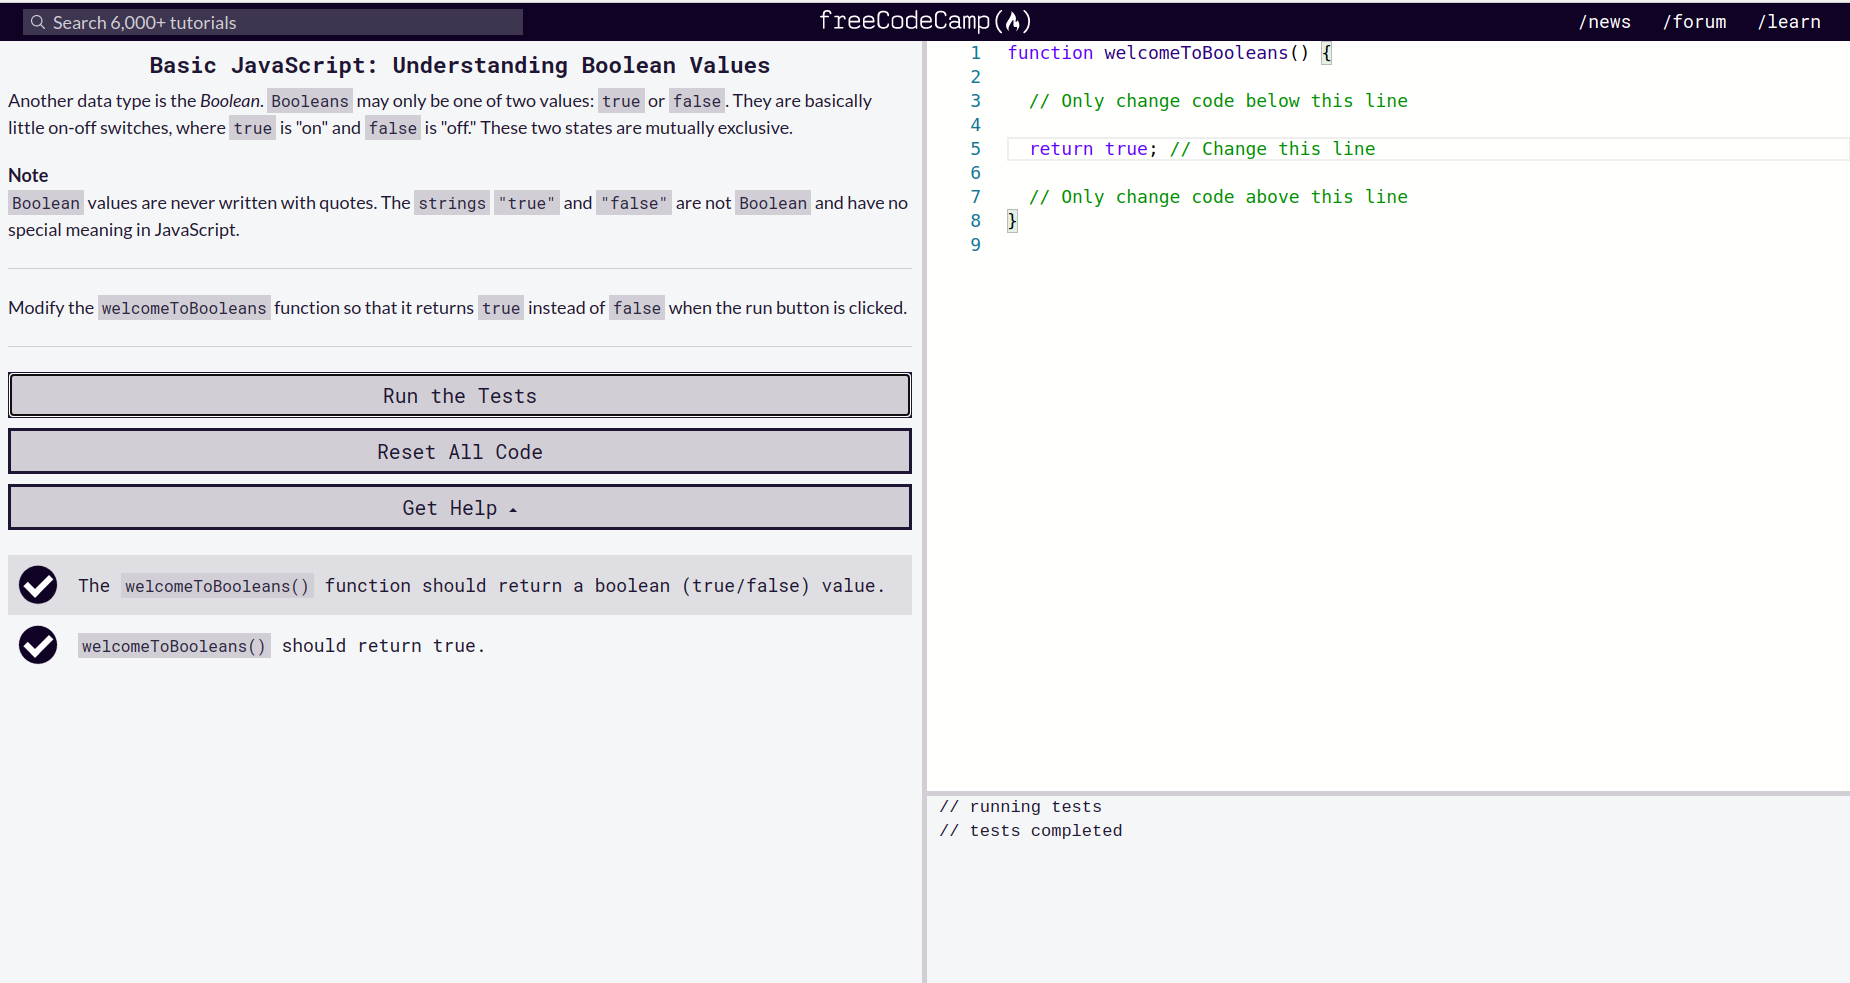 Search 6,000+ tutorials
freeCodeCamp
/news /forum /learn
Basic JavaScript: Understanding Boolean Values
Another data type is the Boolean. Booleans may only be one of two values: true or false. They are basically
little on-off switches, where true is "on" and false is "off." These two states are mutually exclusive.
Note
Boolean values are never written with quotes. The strings "true" and "false" are not Boolean and have no
special meaning in JavaScript.
Modify the welcomeToBooleans function so that it returns true instead of false when the run button is clicked.
Run the Tests
Reset All Code
Get Help
The welcomeToBooleans() function should return a boolean (true/false) value.
welcomeToBooleans() should return true.
1 function welcomeToBooleans() {
2
3 // Only change code below this line
4
5 return true; // Change this line
6
7 // Only change code above this line
8 }
9
// running tests
// tests completed